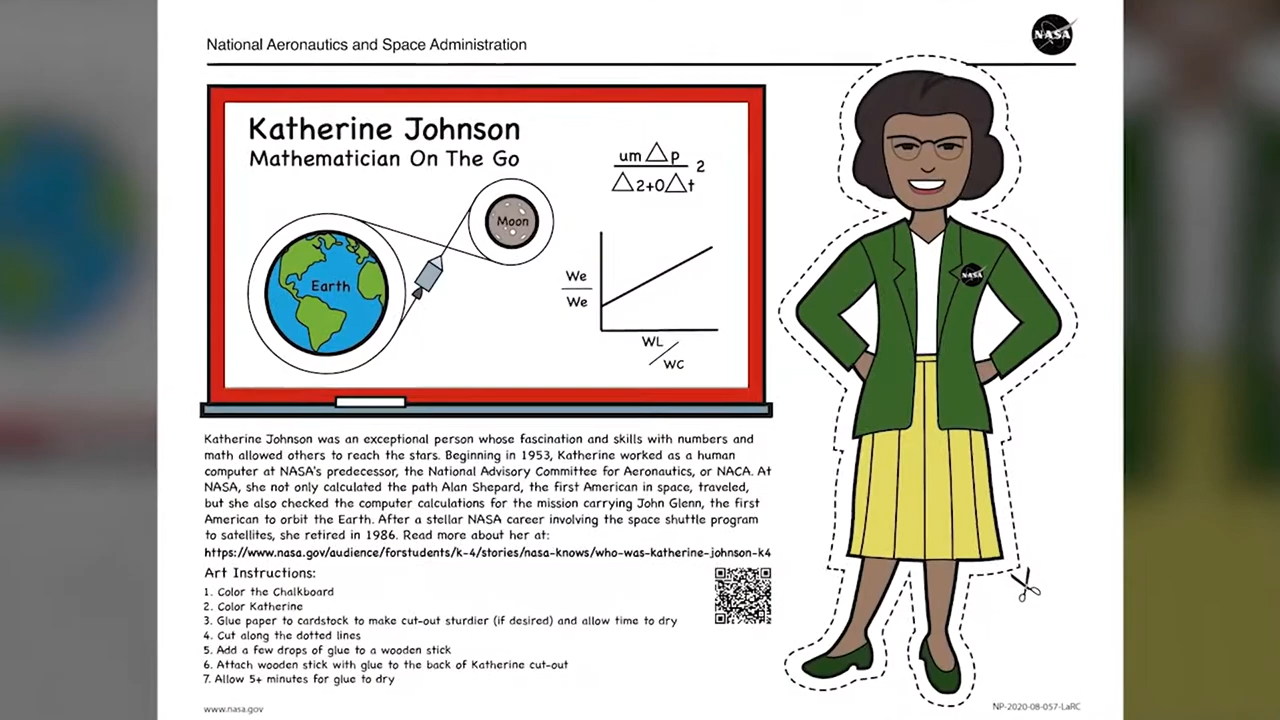 National Aeronautics and Space Administration
NASA
Katherine Johnson
Mathematician On The Go
um △p
△2+0△t
2
Moon
Earth
We
We
WL
WC
NASA
Katherine Johnson was an exceptional person whose fascination and skills with numbers and
math allowed others to reach the stars. Beginning in 1953, Katherine worked as a human
computer at NASA's predecessor, the National Advisory Committee for Aeronautics, or NACA. At
NASA, she not only calculated the path Alan Shepard, the first American in space, traveled,
but she also checked the computer calculations for the mission carrying John Glenn, the first
American to orbit the Earth. After a stellar NASA career involving the space shuttle program
to satellites, she retired in 1986. Read more about her at:
https://www.nasa.gov/audience/forstudents/k-4/stories/nasa-knows/who-was-katherine-johnson-k4
Art Instructions:
1. Color the Chalkboard
2. Color Katherine
3. Glue paper to cardstock to make cut-out sturdier (if desired) and allow time to dry
4. Cut along the dotted lines
5. Add a few drops of glue to a wooden stick
6. Attach wooden stick with glue to the back of Katherine cut-out
7. Allow 5+ minutes for glue to dry
www.nasa.gov
NP-2020-08-057-LaRC